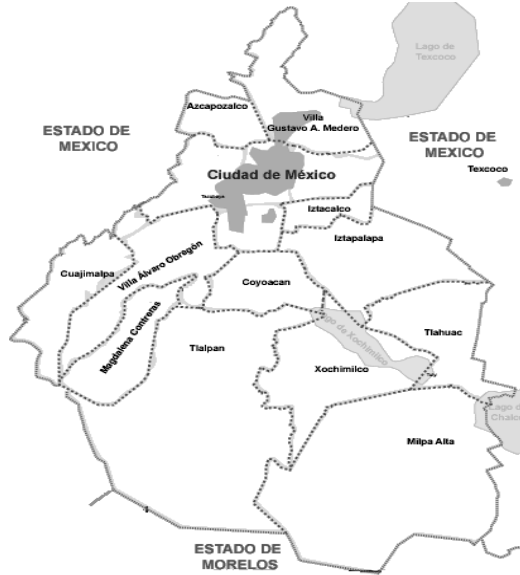 Lago de
Texcoco
Azcapozalco
Villa
Gustavo A. Medero
ESTADO DE
MEXICO
ESTADO DE
MEXICO
Texcoco
Ciudad de México
Tacubaya
Iztacalco
Iztapalapa
Cuajimalpa
Villa Álvaro Obregón
Coyoacan
Magdalena Contreras
Tlalpan
Lago de Xochimilco
Tlahuac
Xochimilco
Lago de
Chalco
Milpa Alta
ESTADO DE
MORELOS